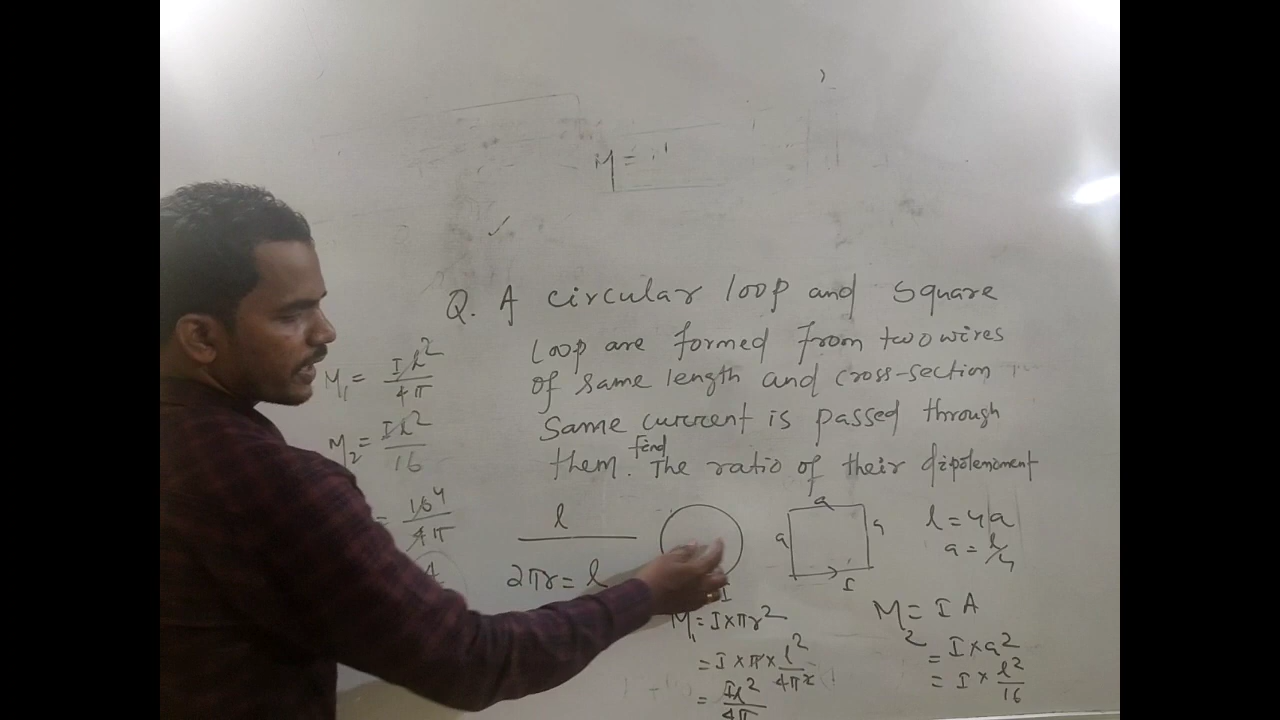 M =
Q. A circular loop and square
loop are formed from two wires
of same length and cross-section
Same current is passed through
find
them. The ratio of their dipolemoment
M₁ = Il²/4π
M₂ = Il²/16
= 16⁴/4π
4
l
2πr = l
I
M₁ = I×πr²
= I×π×l²/4π²
= Il²/4π
a
a
a
I
l = 4a
a = l/4
M₂ = I A
= I×a²
= I×l²/16